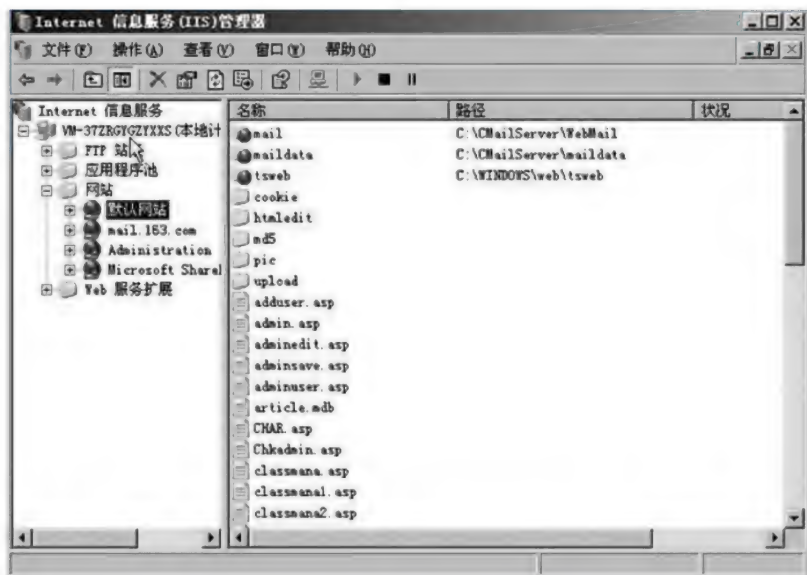 Internet 信息服务(IIS)管理器
文件(F) 操作(A) 查看(V) 窗口(W) 帮助(H)
Internet 信息服务
VM-37ZRGYGZYXXS(本地计
FTP 站
应用程序池
网站
默认网站
mail.163.com
Administration
Microsoft Sharel
Web 服务扩展
名称 路径 状况
mail C:\CMailServer\WebMail
maildata C:\CMailServer\maildata
tsweb C:\WINDOWS\web\tsweb
cookie
htmledit
md5
pic
upload
adduser.asp
admin.asp
adminedit.asp
adminsave.asp
adminuser.asp
article.mdb
CHAR.asp
Chkadmin.asp
classmana.asp
classmana1.asp
classmana2.asp